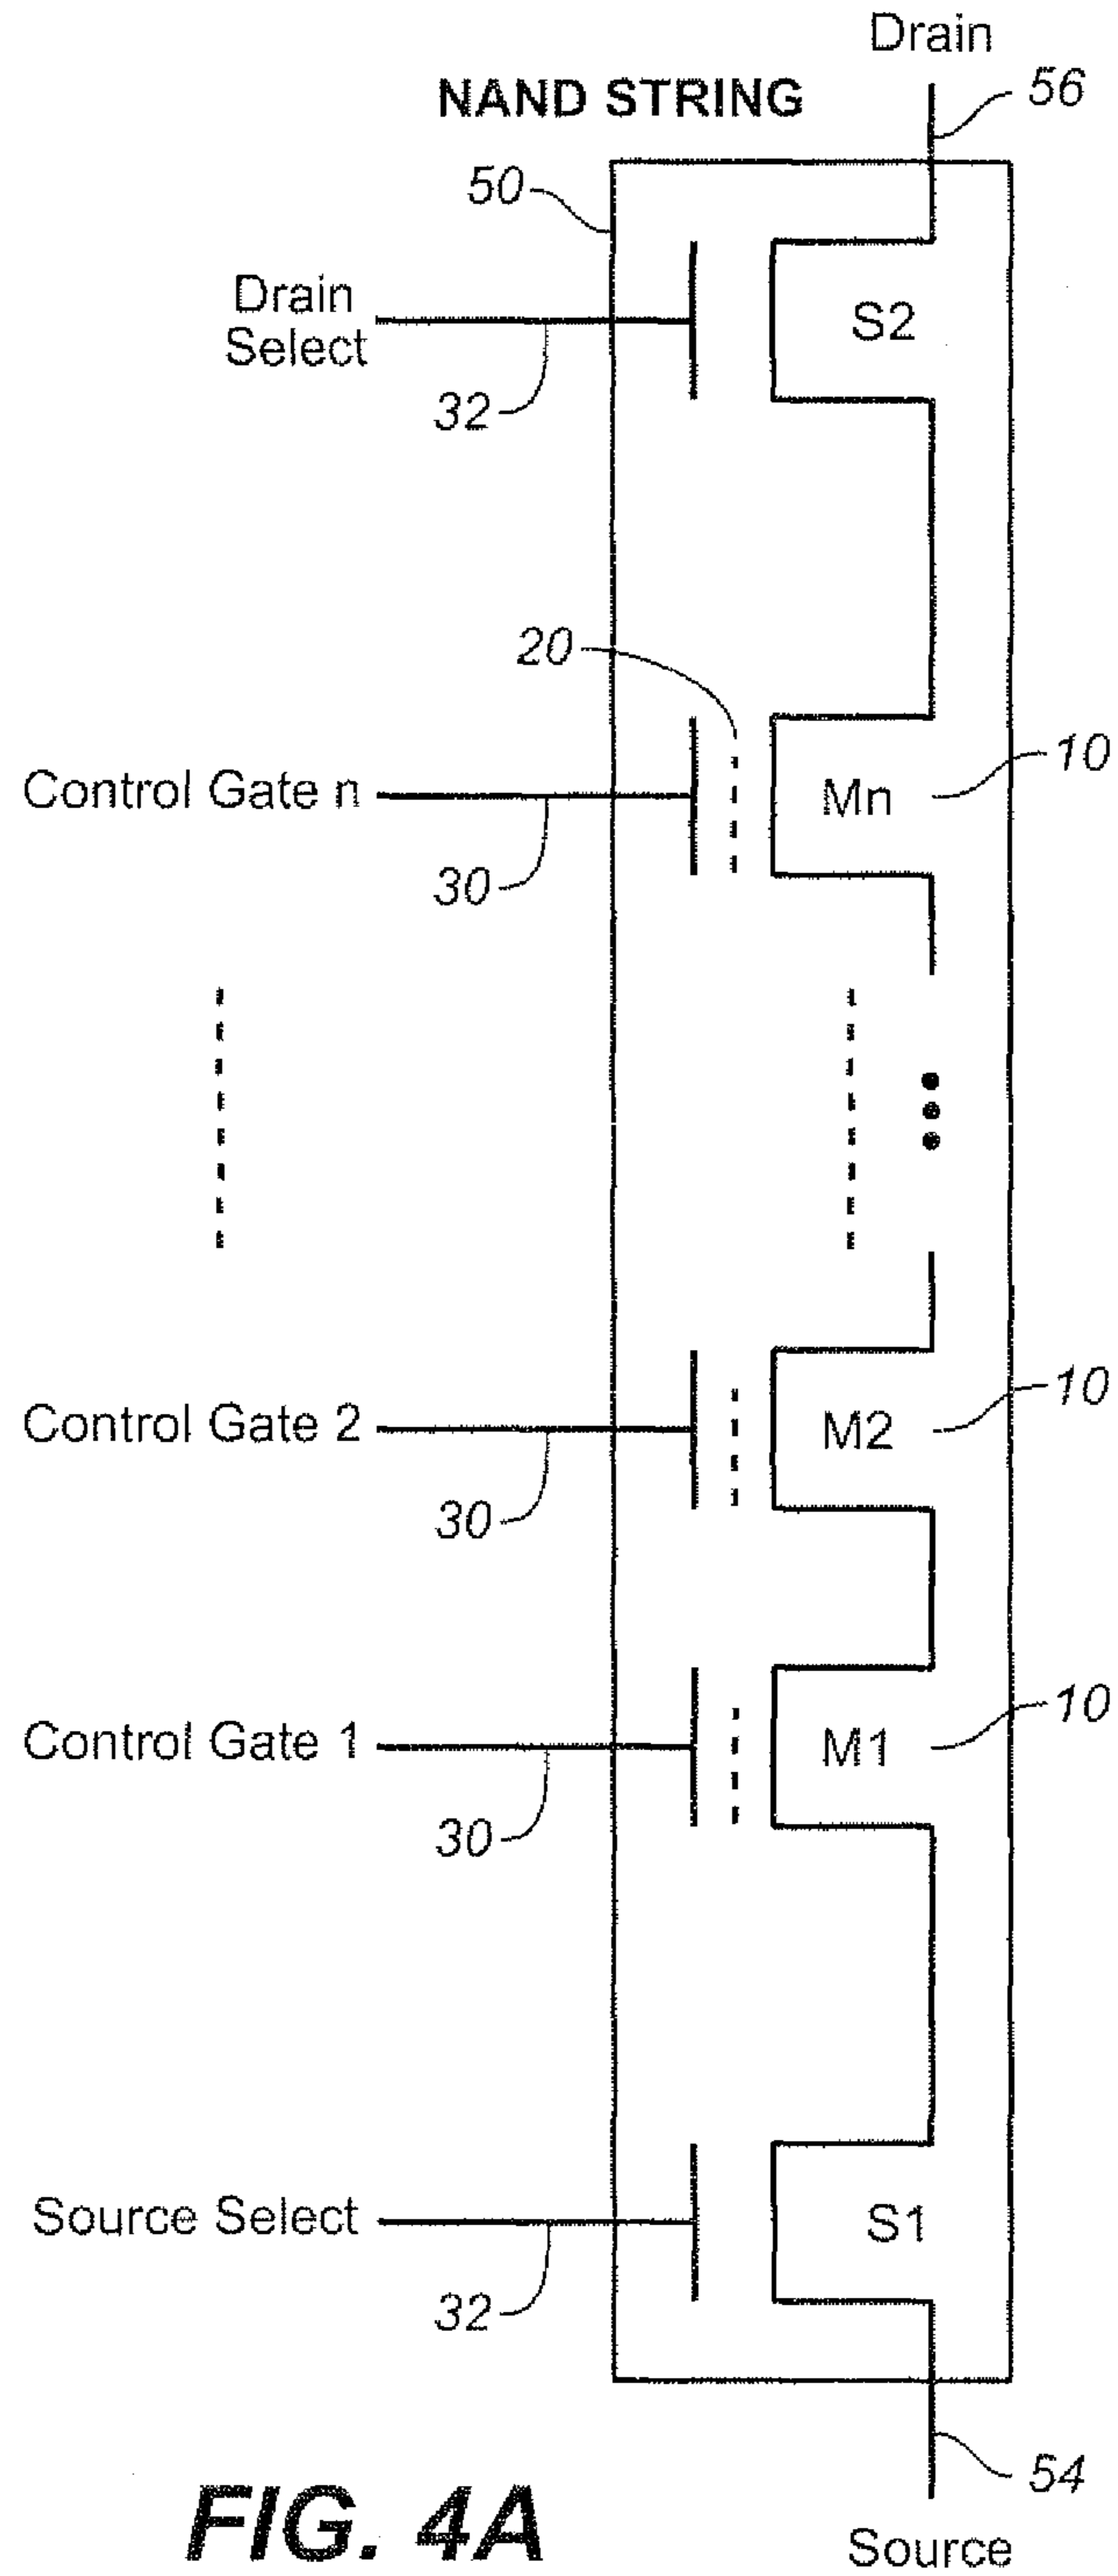 Drain
NAND STRING
56
50
Drain
Select
S2
32
20
Control Gate n
Mn
10
30
Control Gate 2
M2
10
30
Control Gate 1
M1
10
30
Source Select
S1
32
54
FIG. 4A
Source